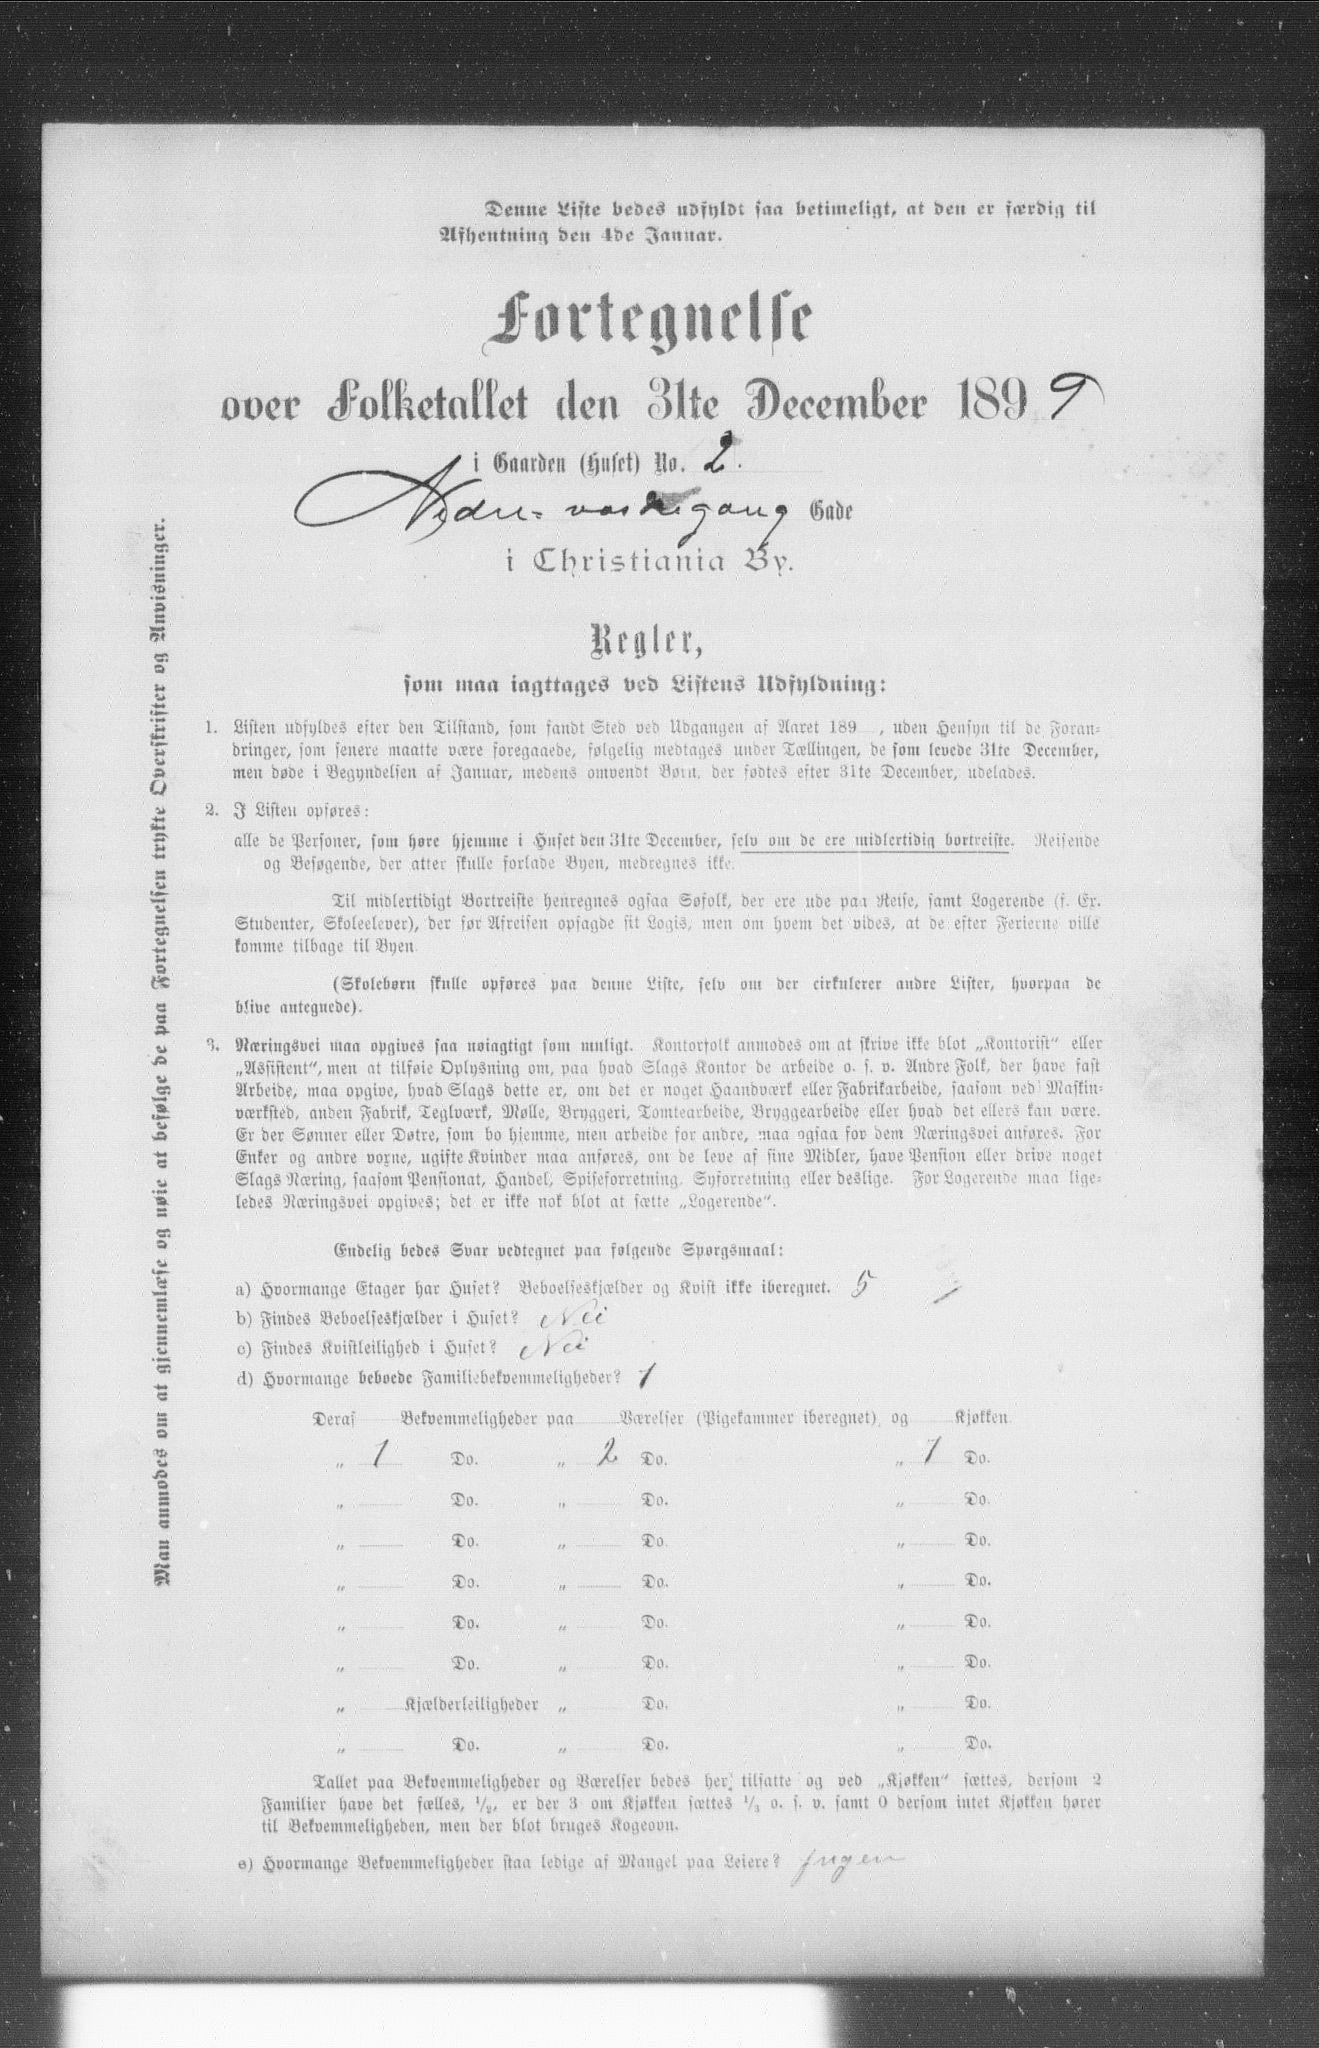 Denne Liste bedes udfyldt saa betimeligt, at den er færdig til
Afhentning den 4de Januar.
Fortegnelse
over Folketallet den 31te December 1899
i Gaarden (Huset) No. 2.
Nedre Gade
i Christiania By.
Regler,
som maa iagttages ved Listens Udfyldning:
1. Listen udfyldes efter den Tilstand, som fandt Sted ved Udgangen af Aaret 189 , uden Hensyn til de Foran-
dringer, som senere maatte være foregaaede, følgelig medtages under Tællingen, de som levede 31te December,
men døde i Begyndelsen af Januar, medens omvendt Børn, der fødtes efter 31te December, udelades.
2. I Listen opføres:
alle de Personer, som høre hjemme i Huset den 31te December, selv om de ere midlertidig bortreiste. Reisende
og Besøgende, der atter skulle forlade Byen, medregnes ikke.
Til midlertidigt Bortreiste henregnes ogsaa Søfolk, der ere ude paa Reise, samt Logerende (f. Ex.
Studenter, Skoleelever), der før Afreisen opsagde sit Logis, men om hvem det vides, at de efter Ferierne ville
komme tilbage til Byen.
(Skolebørn skulle opføres paa denne Liste, selv om der cirkulerer andre Lister, hvorpaa de
blive antegnede).
3. Næringsvei maa opgives saa nøiagtigt som muligt. Kontorfolk anmodes om at skrive ikke blot „Kontorist“ eller
„Assistent“, men at tilføie Oplysning om, paa hvad Slags Kontor de arbeide o. s. v. Andre Folk, der have fast
Arbeide, maa opgive, hvad Slags dette er, om det er noget Haandværk eller Fabrikarbeide, saasom ved Maskin-
værksted, anden Fabrik, Teglværk, Mølle, Bryggeri, Tomtearbeide, Bryggearbeide eller hvad det ellers kan være.
Er der Sønner eller Døtre, som bo hjemme, men arbeide for andre, maa ogsaa for dem Næringsvei anføres. For
Enker og andre voxne, ugifte Kvinder maa anføres, om de leve af sine Midler, have Pension eller drive noget
Slags Næring, saasom Pensionat, Handel, Spiseforretning, Syforretning eller deslige. For Logerende maa lige-
ledes Næringsvei opgives; det er ikke nok blot at sætte „Logerende“.
Endelig bedes Svar vedtegnet paa følgende Spørgsmaal:
a) Hvormange Etager har Huset? Beboelseskjælder og Kvist ikke iberegnet. 5
b) Findes Beboelseskjælder i Huset? Nei
c) Findes Kvistleilighed i Huset? Nei
d) Hvormange beboede Familiebekvemmeligheder? 1
Deraf Bekvemmeligheder paa Værelser (Pigekammer iberegnet) og Kjøkken.
„ 1 Do. „ 2 Do. „ 1 Do.
„ Do. „ Do. „ Do.
„ Do. „ Do. „ Do.
„ Do. „ Do. „ Do.
„ Do. „ Do. „ Do.
„ Do. „ Do. „ Do.
„ Kjælderleiligheder „ Do. „ Do.
„ Do. „ Do. „ Do.
Tallet paa Bekvemmeligheder og Værelser bedes her tilsatte og ved „Kjøkken“ sættes, dersom 2
Familier have det fælles, 1/2, er der 3 om Kjøkken sættes 1/3 o. s. v. samt 0 dersom intet Kjøkken hører
til Bekvemmeligheden, men der blot bruges Kogeovn.
e) Hvormange Bekvemmeligheder staa ledige af Mangel paa Leiere? Ingen
Man anmodes om at gjennemlæse og nøie at befølge de paa Fortegnelsen trykte Overskrifter og Anvisninger.